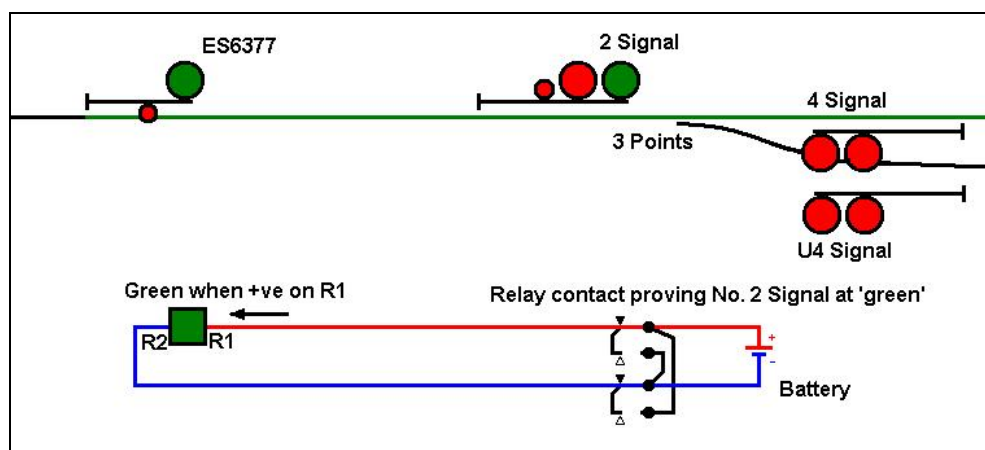 ES6377
2 Signal
4 Signal
3 Points
U4 Signal
Green when +ve on R1
Relay contact proving No. 2 Signal at 'green'
R2
R1
+
-
Battery